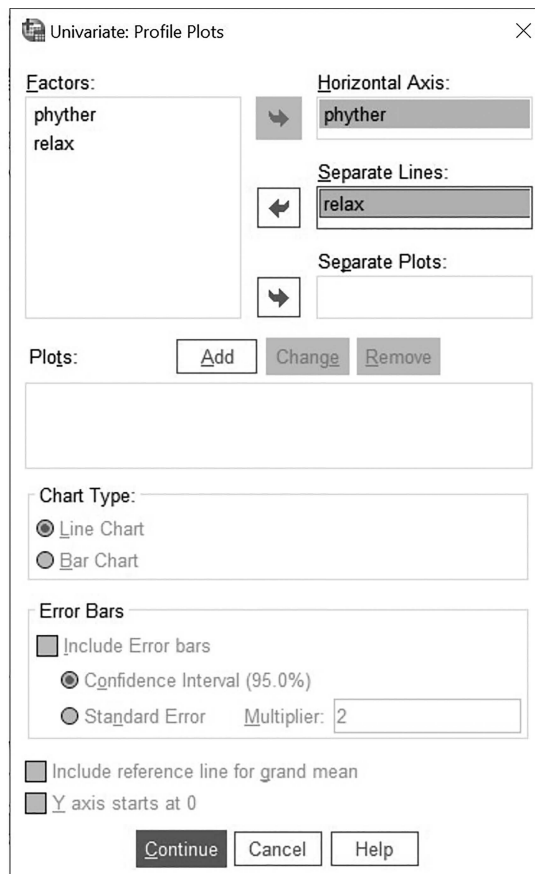 Univariate: Profile Plots
Factors:
phyther
relax
Horizontal Axis:
phyther
Separate Lines:
relax
Separate Plots:
Plots:
Add
Change
Remove
Chart Type:
Line Chart
Bar Chart
Error Bars
Include Error bars
Confidence Interval (95.0%)
Standard Error Multiplier: 2
Include reference line for grand mean
Y axis starts at 0
Continue
Cancel
Help